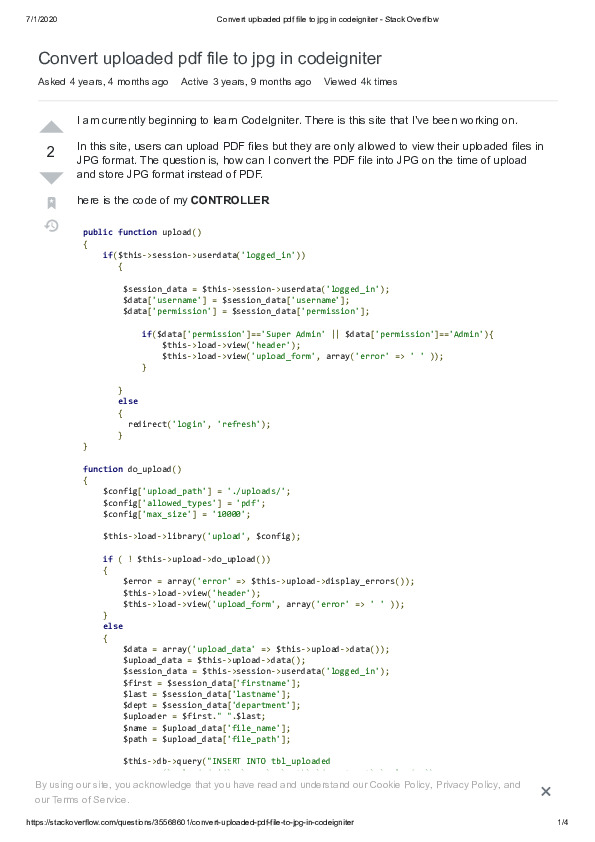 7/1/2020 Convert uploaded pdf file to jpg in codeigniter - Stack Overflow
Convert uploaded pdf file to jpg in codeigniter
Asked 4 years, 4 months ago Active 3 years, 9 months ago Viewed 4k times
I am currently beginning to learn CodeIgniter. There is this site that I've been working on.
2
In this site, users can upload PDF files but they are only allowed to view their uploaded files in
JPG format. The question is, how can I convert the PDF file into JPG on the time of upload
and store JPG format instead of PDF.
here is the code of my CONTROLLER
public function upload()
{
if($this->session->userdata('logged_in'))
{
$session_data = $this->session->userdata('logged_in');
$data['username'] = $session_data['username'];
$data['permission'] = $session_data['permission'];
if($data['permission']=='Super Admin' || $data['permission']=='Admin'){
$this->load->view('header');
$this->load->view('upload_form', array('error' => ' ' ));
}
}
else
{
redirect('login', 'refresh');
}
}
function do_upload()
{
$config['upload_path'] = './uploads/';
$config['allowed_types'] = 'pdf';
$config['max_size'] = '10000';
$this->load->library('upload', $config);
if ( ! $this->upload->do_upload())
{
$error = array('error' => $this->upload->display_errors());
$this->load->view('header');
$this->load->view('upload_form', array('error' => ' ' ));
}
else
{
$data = array('upload_data' => $this->upload->data());
$upload_data = $this->upload->data();
$session_data = $this->session->userdata('logged_in');
$first = $session_data['firstname'];
$last = $session_data['lastname'];
$dept = $session_data['department'];
$uploader = $first." ".$last;
$name = $upload_data['file_name'];
$path = $upload_data['file_path'];
$this->db->query("INSERT INTO tbl_uploaded
By using our site, you acknowledge that you have read and understand our Cookie Policy, Privacy Policy, and
our Terms of Service.
https://stackoverflow.com/questions/35568601/convert-uploaded-pdf-file-to-jpg-in-codeigniter 1/4